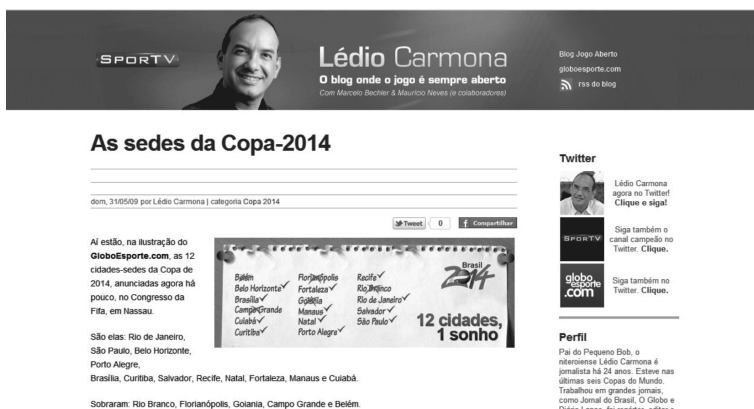 SPORTV
Lédio Carmona
O blog onde o jogo é sempre aberto
Com Marcelo Bechler & Maurício Neves (e colaboradores)
Blog Jogo Aberto
globoesporte.com
rss do blog
As sedes da Copa-2014
dom, 31/05/09 por Lédio Carmona | categoria Copa 2014
Tweet 0 Compartilhar
Aí estão, na ilustração do
GloboEsporte.com, as 12
cidades-sedes da Copa de
2014, anunciadas agora há
pouco, no Congresso da
Fifa, em Nassau.
São elas: Rio de Janeiro,
São Paulo, Belo Horizonte,
Porto Alegre,
Brasília, Curitiba, Salvador, Recife, Natal, Fortaleza, Manaus e Cuiabá.
Sobraram: Rio Branco, Florianópolis, Goiania, Campo Grande e Belém.
Belém
Belo Horizonte
Brasília
Campo Grande
Cuiabá
Curitiba
Florianópolis
Fortaleza
Goiânia
Manaus
Natal
Porto Alegre
Recife
Rio Branco
Rio de Janeiro
Salvador
São Paulo
Brasil
2014
12 cidades,
1 sonho
Twitter
Lédio Carmona
agora no Twitter!
Clique e siga!
SPORTV
Siga também o
canal campeão no
Twitter. Clique.
globo
esporte
.com
Siga também no
Twitter. Clique.
Perfil
Pai do Pequeno Bob, o
niteroiense Lédio Carmona é
jornalista há 24 anos. Esteve nas
últimas seis Copas do Mundo.
Trabalhou em grandes jornais,
como Jornal do Brasil, O Globo e